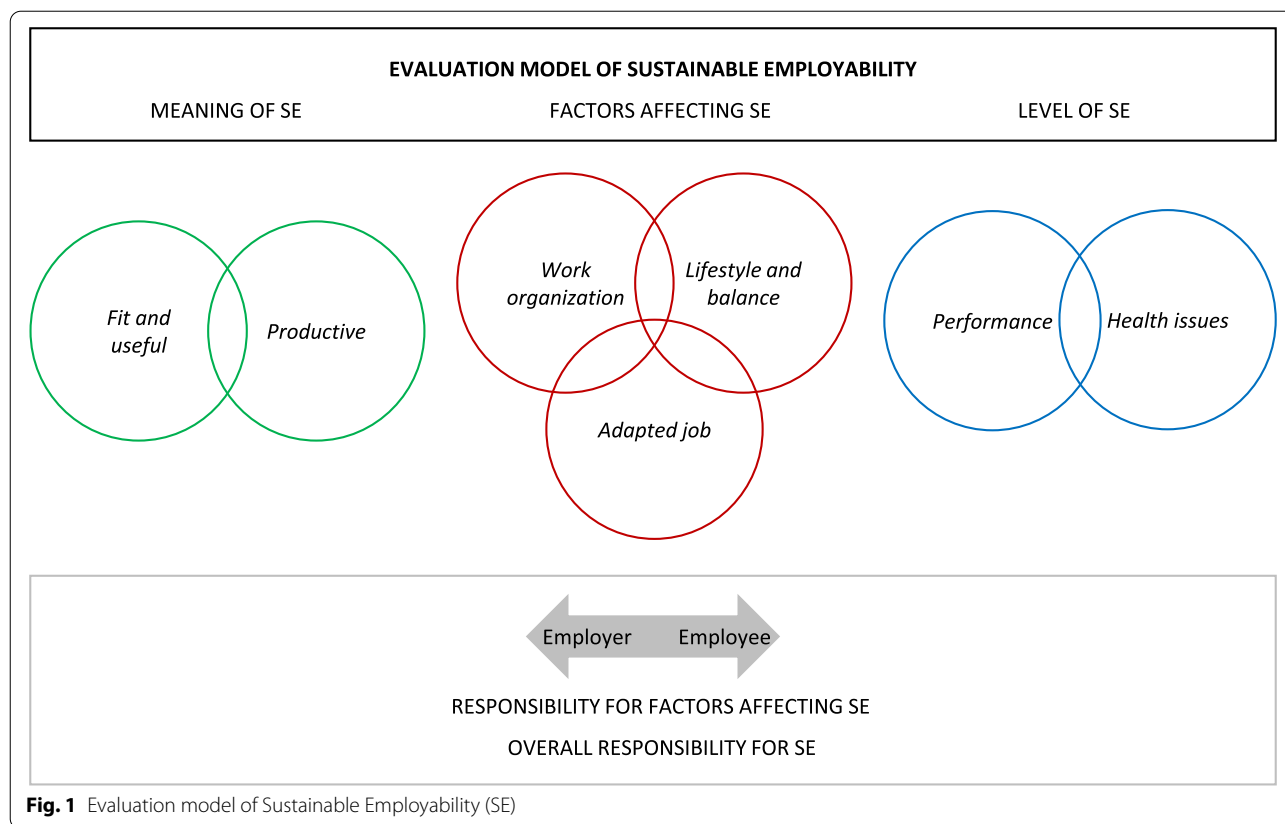 EVALUATION MODEL OF SUSTAINABLE EMPLOYABILITY
MEANING OF SE FACTORS AFFECTING SE LEVEL OF SE
Fit and
useful
Productive
Work
organization
Lifestyle and
balance
Adapted job
Performance
Health issues
Employer Employee
RESPONSIBILITY FOR FACTORS AFFECTING SE
OVERALL RESPONSIBILITY FOR SE
Fig. 1 Evaluation model of Sustainable Employability (SE)